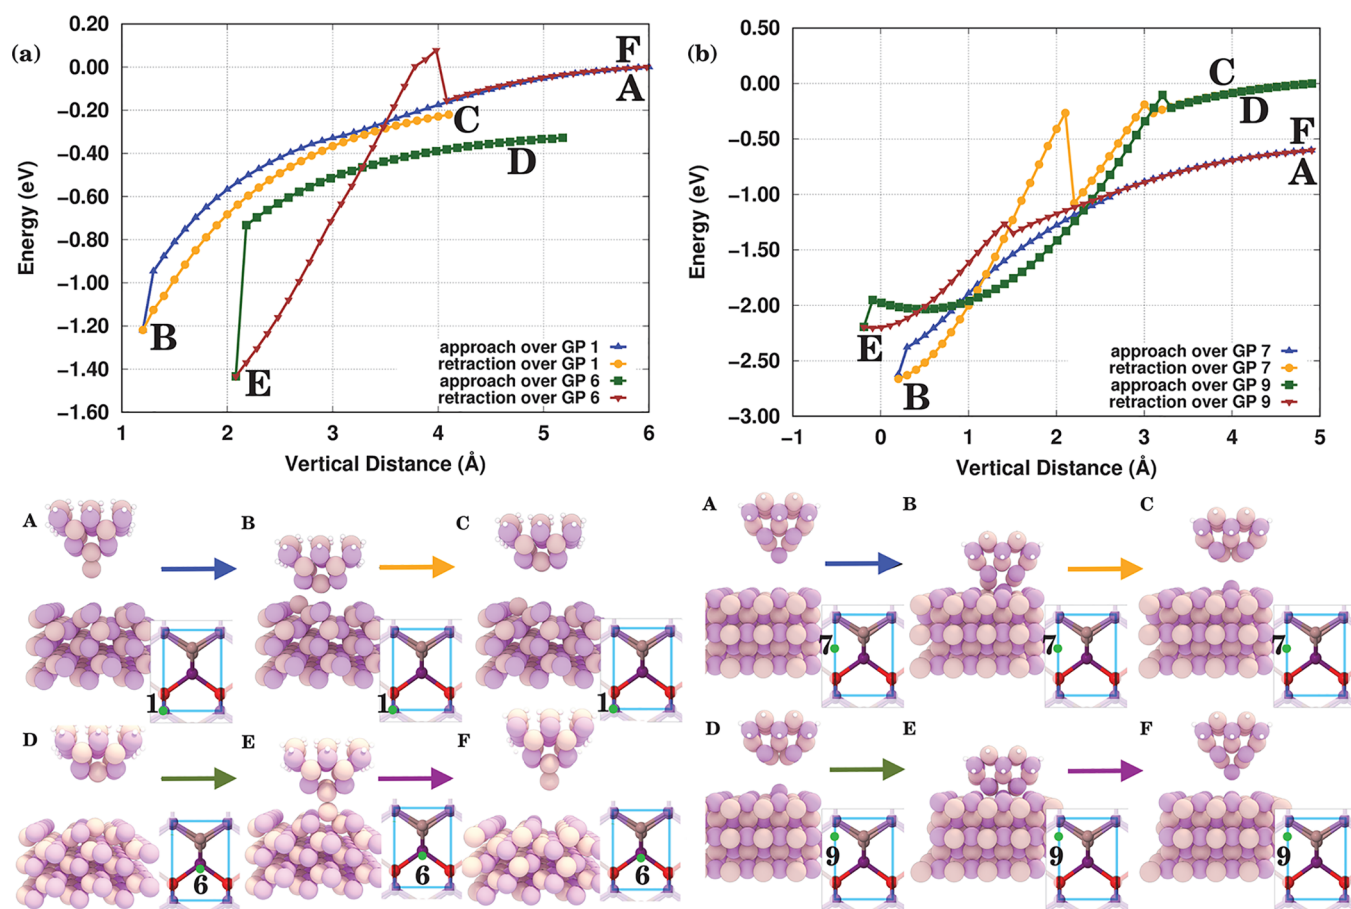 (a)
0.20
0.00
−0.20
−0.40
−0.60
−0.80
−1.00
−1.20
−1.40
−1.60
Energy (eV)
F
A
C
D
B
E
approach over GP 1
retraction over GP 1
approach over GP 6
retraction over GP 6
1 2 3 4 5 6
Vertical Distance (Å)
(b)
0.50
0.00
−0.50
−1.00
−1.50
−2.00
−2.50
−3.00
Energy (eV)
C
D
F
A
E
B
approach over GP 7
retraction over GP 7
approach over GP 9
retraction over GP 9
−1 0 1 2 3 4 5
Vertical Distance (Å)
A B C
1 1 1
D E F
6 6 6
A B C
7 7 7
D E F
9 9 9